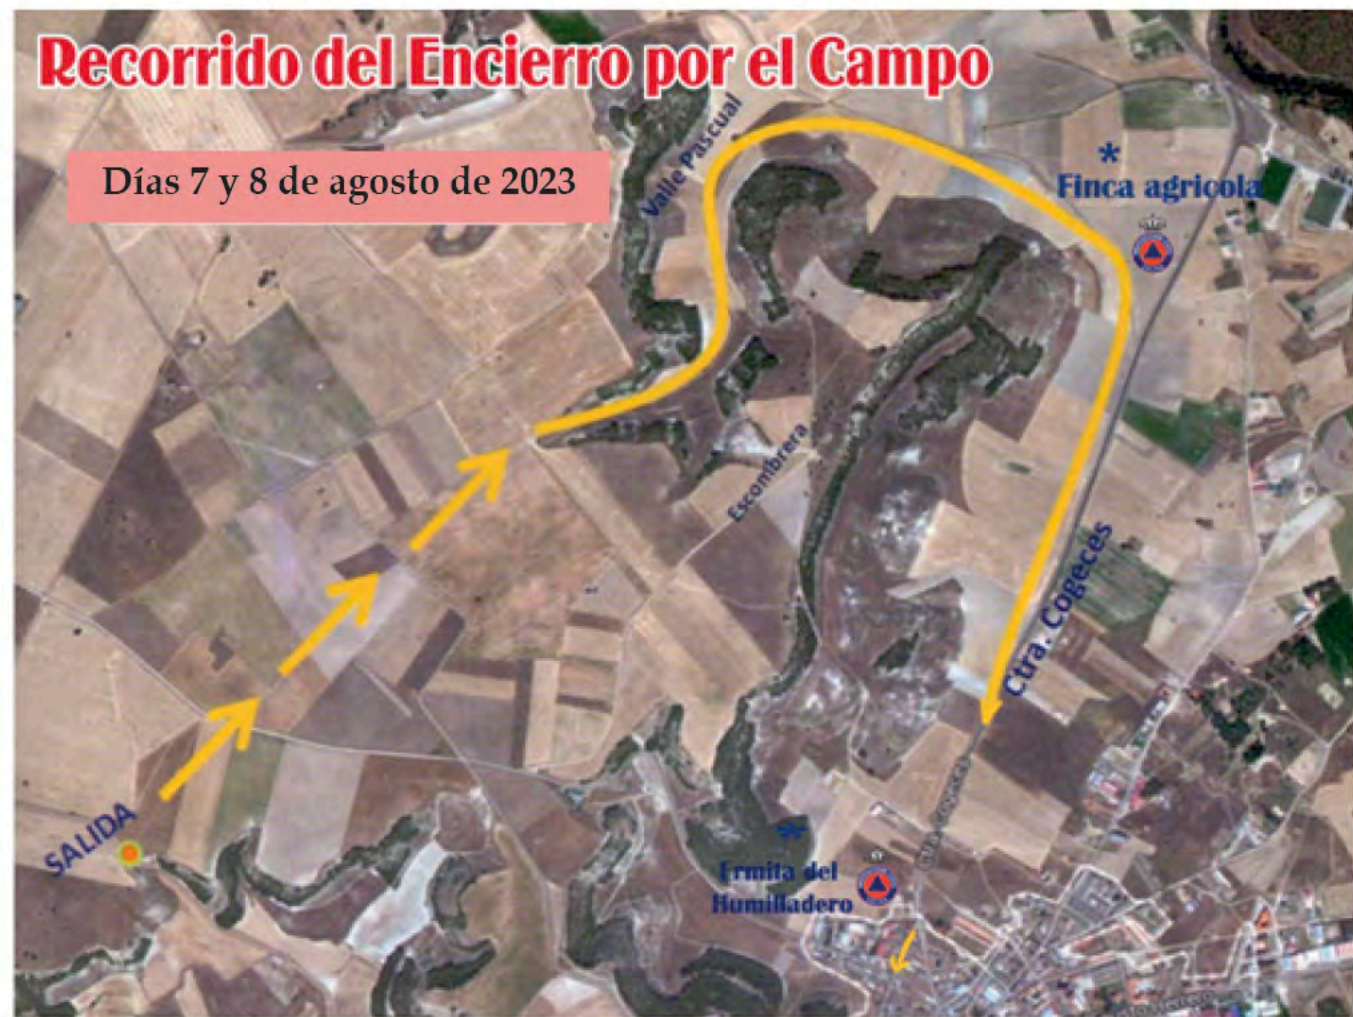 Recorrido del Encierro por el Campo
Días 7 y 8 de agosto de 2023
Valle Pascual
*
Finca agricola
Escombrera
Ctra. Cogeces
SALIDA
*
Ermita del
Humilladero